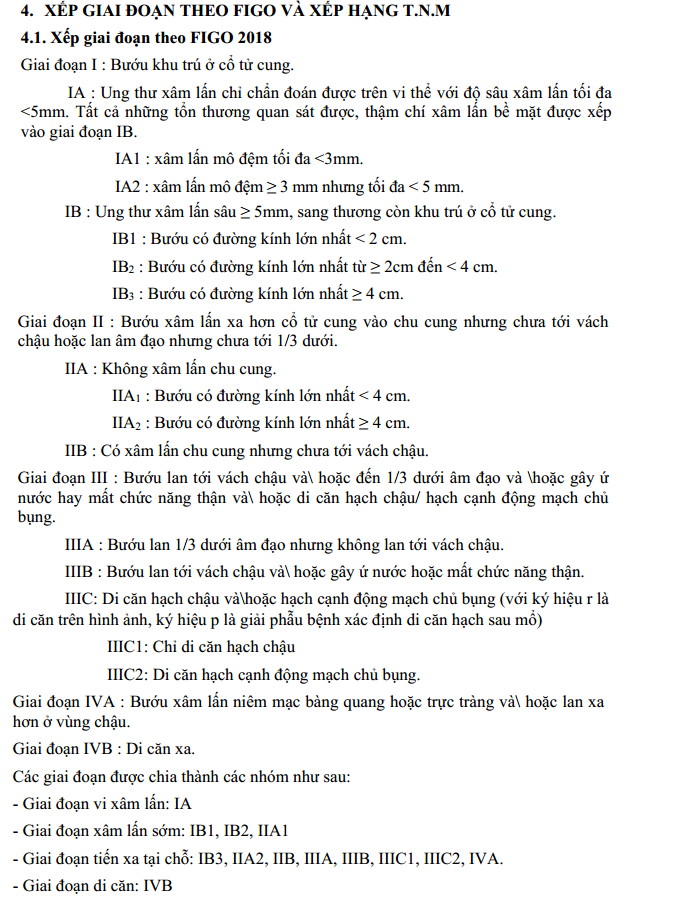 4. XẾP GIAI ĐOẠN THEO FIGO VÀ XẾP HẠNG T.N.M
4.1. Xếp giai đoạn theo FIGO 2018
Giai đoạn I : Bướu khu trú ở cổ tử cung.
IA : Ung thư xâm lấn chỉ chẩn đoán được trên vi thể với độ sâu xâm lấn tối đa
<5mm. Tất cả những tổn thương quan sát được, thậm chí xâm lấn bề mặt được xếp
vào giai đoạn IB.
IA1 : xâm lấn mô đệm tối đa <3mm.
IA2 : xâm lấn mô đệm ≥ 3 mm nhưng tối đa < 5 mm.
IB : Ung thư xâm lấn sâu ≥ 5mm, sang thương còn khu trú ở cổ tử cung.
IB1 : Bướu có đường kính lớn nhất < 2 cm.
IB₂ : Bướu có đường kính lớn nhất từ ≥ 2cm đến < 4 cm.
IB₃ : Bướu có đường kính lớn nhất ≥ 4 cm.
Giai đoạn II : Bướu xâm lấn xa hơn cổ tử cung vào chu cung nhưng chưa tới vách
chậu hoặc lan âm đạo nhưng chưa tới 1/3 dưới.
IIA : Không xâm lấn chu cung.
IIA₁ : Bướu có đường kính lớn nhất < 4 cm.
IIA₂ : Bướu có đường kính lớn nhất ≥ 4 cm.
IIB : Có xâm lấn chu cung nhưng chưa tới vách chậu.
Giai đoạn III : Bướu lan tới vách chậu và\ hoặc đến 1/3 dưới âm đạo và \hoặc gây ứ
nước hay mất chức năng thận và\ hoặc di căn hạch chậu/ hạch cạnh động mạch chủ
bụng.
IIIA : Bướu lan 1/3 dưới âm đạo nhưng không lan tới vách chậu.
IIIB : Bướu lan tới vách chậu và\ hoặc gây ứ nước hoặc mất chức năng thận.
IIIC: Di căn hạch chậu và\hoặc hạch cạnh động mạch chủ bụng (với ký hiệu r là
di căn trên hình ảnh, ký hiệu p là giải phẫu bệnh xác định di căn hạch sau mổ)
IIIC1: Chỉ di căn hạch chậu
IIIC2: Di căn hạch cạnh động mạch chủ bụng.
Giai đoạn IVA : Bướu xâm lấn niêm mạc bàng quang hoặc trực tràng và\ hoặc lan xa
hơn ở vùng chậu.
Giai đoạn IVB : Di căn xa.
Các giai đoạn được chia thành các nhóm như sau:
- Giai đoạn vi xâm lấn: IA
- Giai đoạn xâm lấn sớm: IB1, IB2, IIA1
- Giai đoạn tiến xa tại chỗ: IB3, IIA2, IIB, IIIA, IIIB, IIIC1, IIIC2, IVA.
- Giai đoạn di căn: IVB